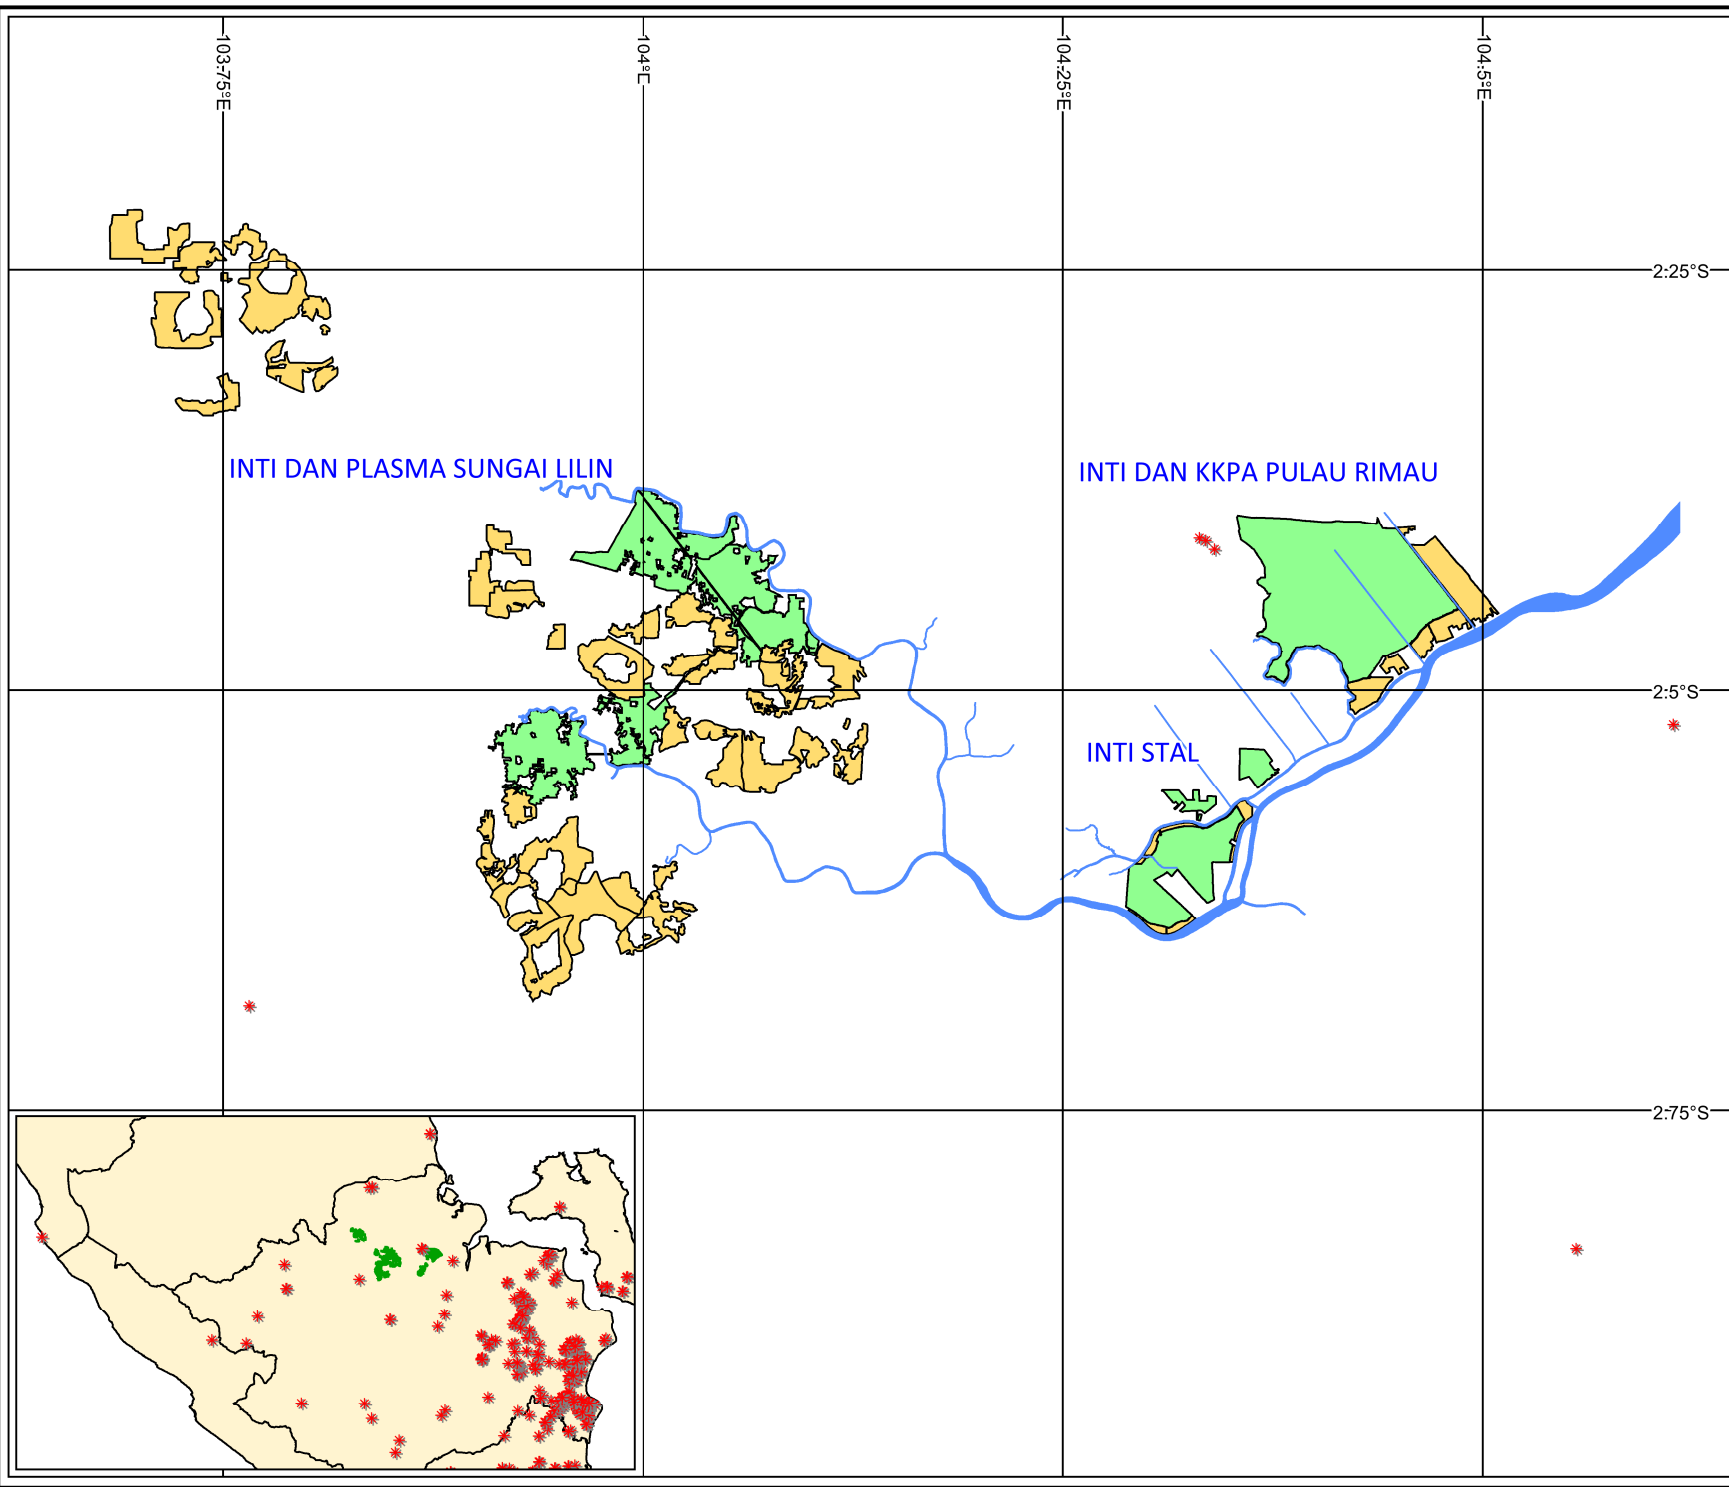 103.75°E
104°E
104.25°E
104.5°E
2.25°S
INTI DAN PLASMA SUNGAI LILIN
INTI DAN KKPA PULAU RIMAU
2.5°S
INTI STAL
2.75°S